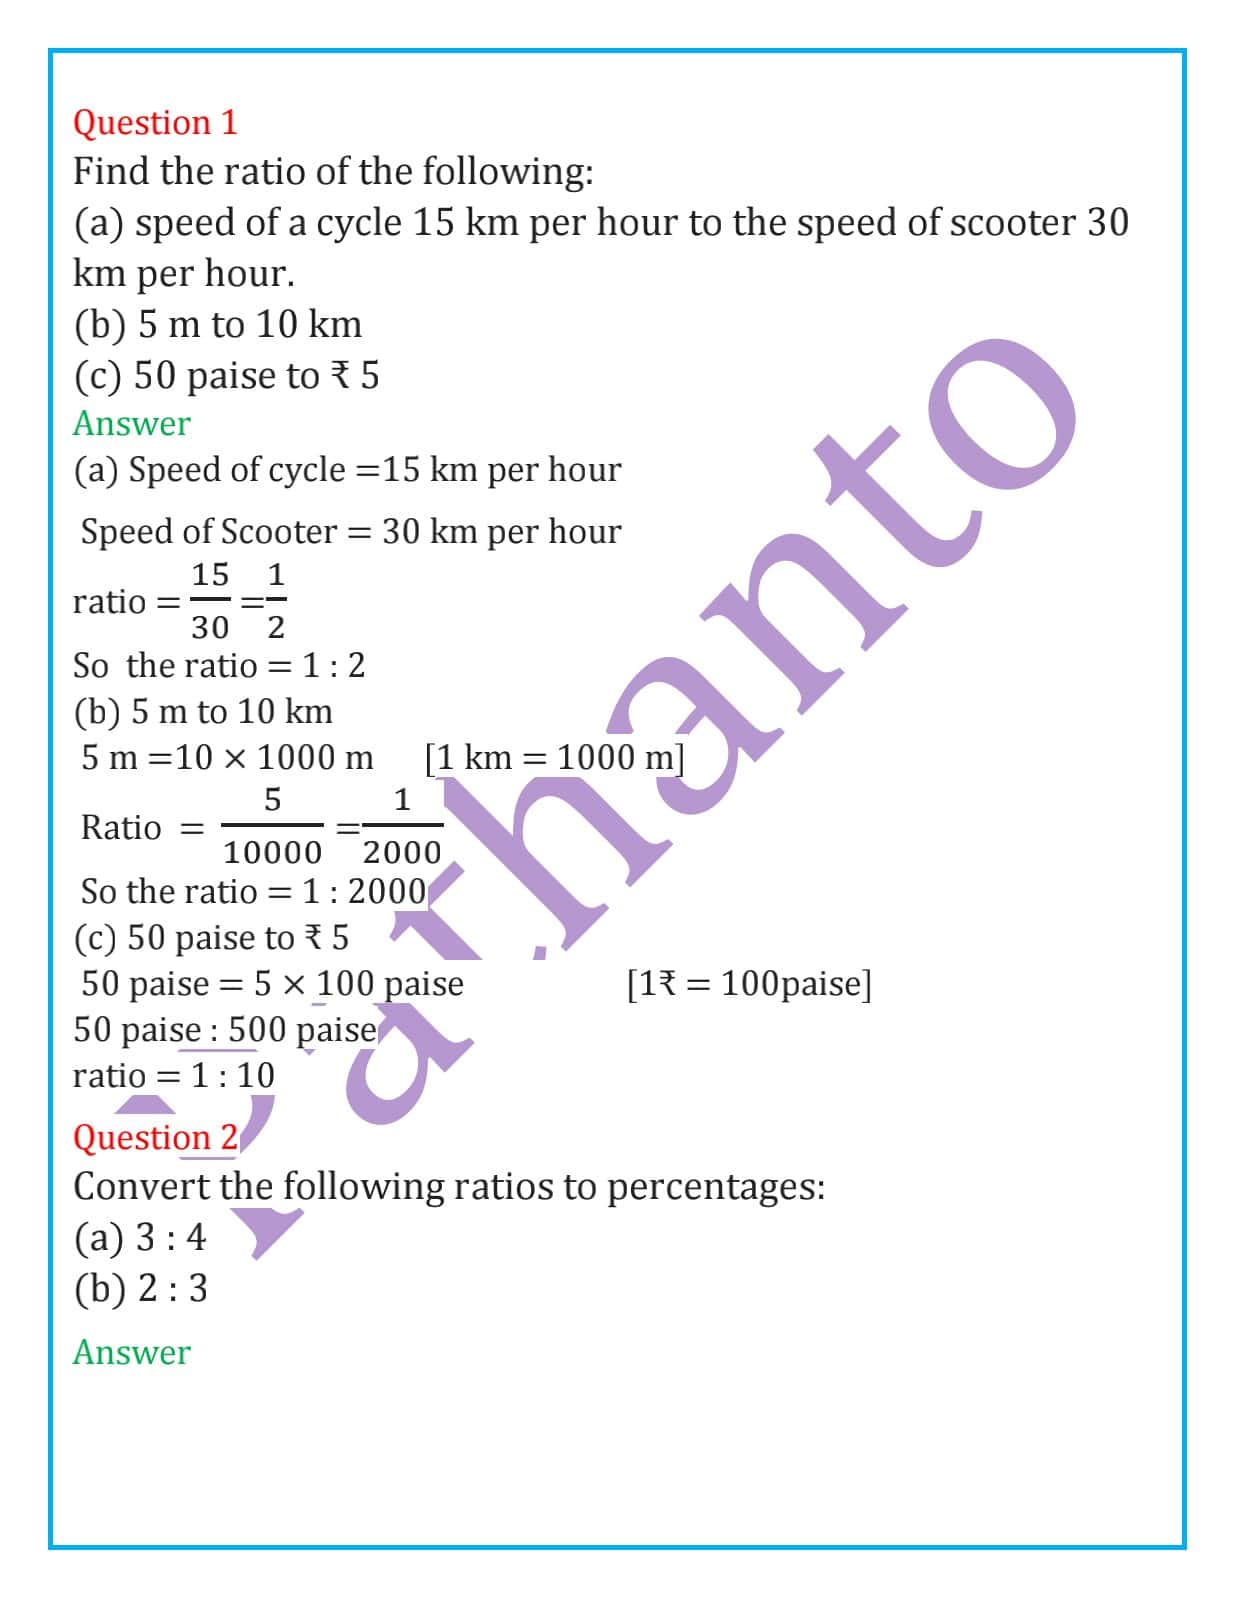 Question 1
Find the ratio of the following:
(a) speed of a cycle 15 km per hour to the speed of scooter 30
km per hour.
(b) 5 m to 10 km
(c) 50 paise to ₹ 5
Answer
(a) Speed of cycle =15 km per hour
Speed of Scooter = 30 km per hour
ratio = 15/30 =1/2
So the ratio = 1 : 2
(b) 5 m to 10 km
5 m =10 × 1000 m [1 km = 1000 m]
Ratio = 5/10000 =1/2000
So the ratio = 1 : 2000
(c) 50 paise to ₹ 5
50 paise = 5 × 100 paise [1₹ = 100paise]
50 paise : 500 paise
ratio = 1 : 10
Question 2
Convert the following ratios to percentages:
(a) 3 : 4
(b) 2 : 3
Answer